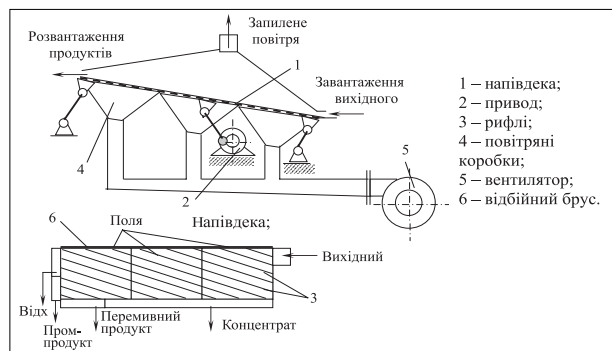 Розвантаження
продуктів
Запилене
повітря
1
Завантаження
вихідного
4
2
5
1 – напівдека;
2 – привод;
3 – рифлі;
4 – повітряні
коробки;
5 – вентилятор;
6 – відбійний брус.
6
Поля
Напівдека;
Вихідний
3
Відх
Пром-
продукт
Перемивний
продукт
Концентрат